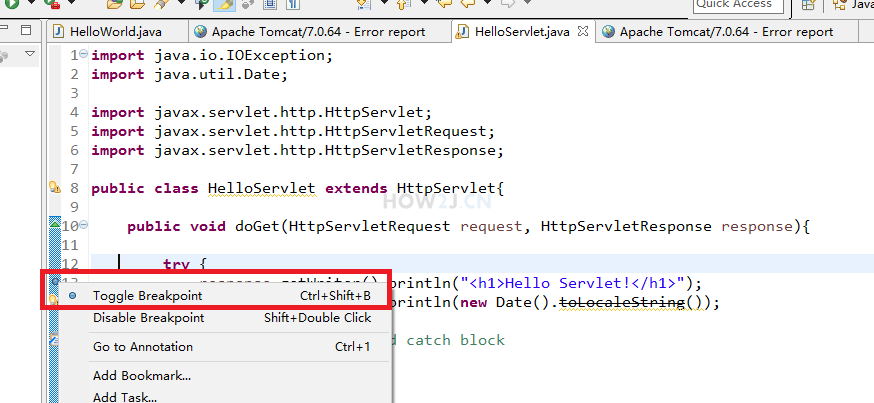 Quick Access
Java
HelloWorld.java
Apache Tomcat/7.0.64 - Error report
HelloServlet.java
Apache Tomcat/7.0.64 - Error report
1 import java.io.IOException;
2 import java.util.Date;
3
4 import javax.servlet.http.HttpServlet;
5 import javax.servlet.http.HttpServletRequest;
6 import javax.servlet.http.HttpServletResponse;
7
8 public class HelloServlet extends HttpServlet{
9
HOW2J.CN
10 public void doGet(HttpServletRequest request, HttpServletResponse response){
11
12 try {
println("<h1>Hello Servlet!</h1>");
Toggle Breakpoint Ctrl+Shift+B
println(new Date().toLocaleString());
Disable Breakpoint Shift+Double Click
catch block
Go to Annotation Ctrl+1
Add Bookmark...
Add Task...